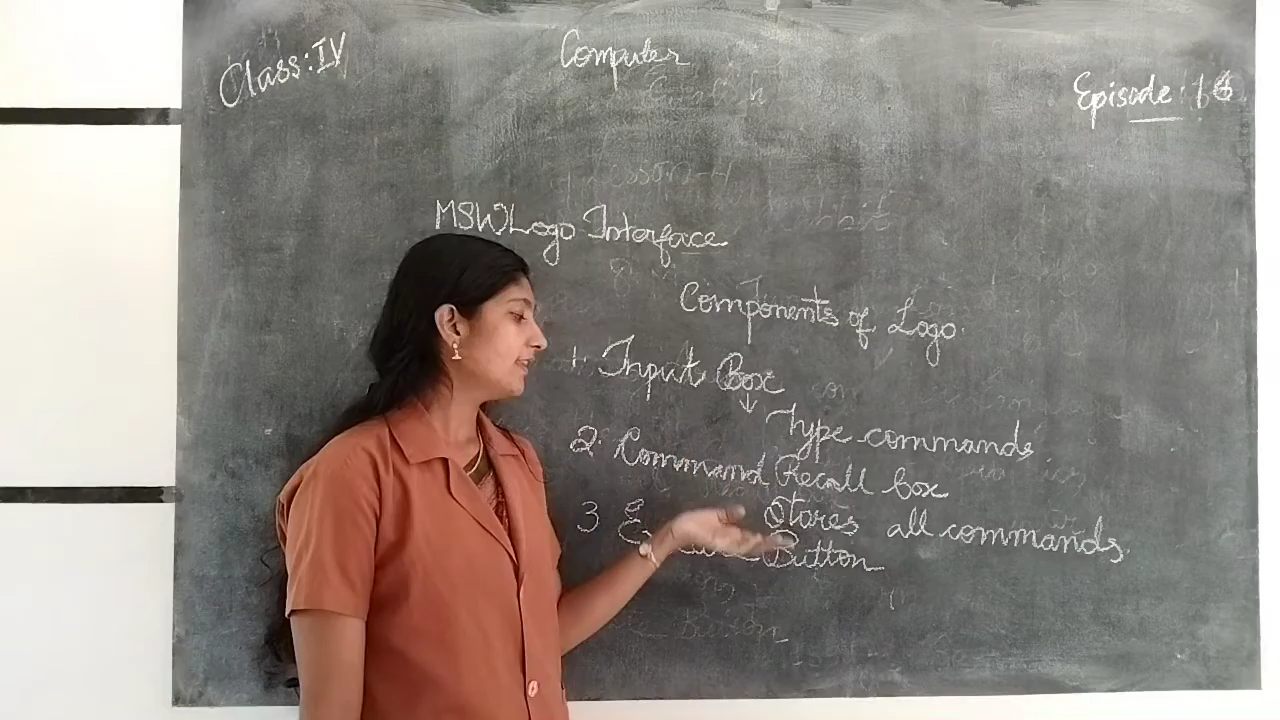 Class: IV
Computer
Episode: 16
MSWLogo Interface
Components of Logo
1. Input Box
↓
Type commands
2. Command Recall box
Stores all commands.
3 Button